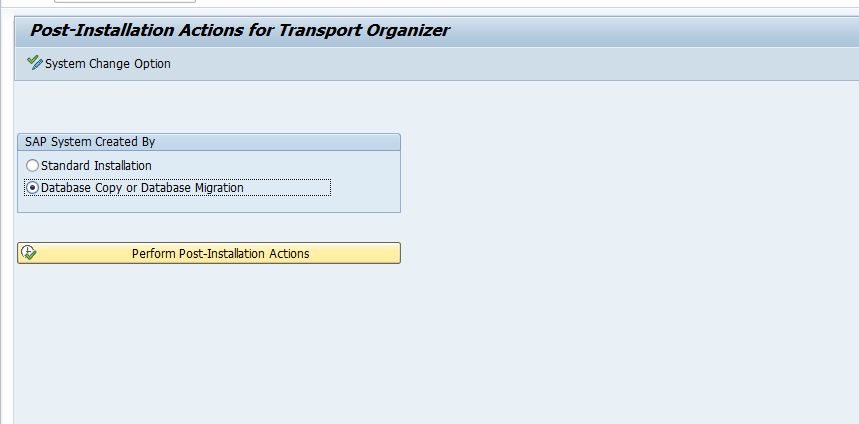 Post-Installation Actions for Transport Organizer
System Change Option
SAP System Created By
Standard Installation
Database Copy or Database Migration
Perform Post-Installation Actions